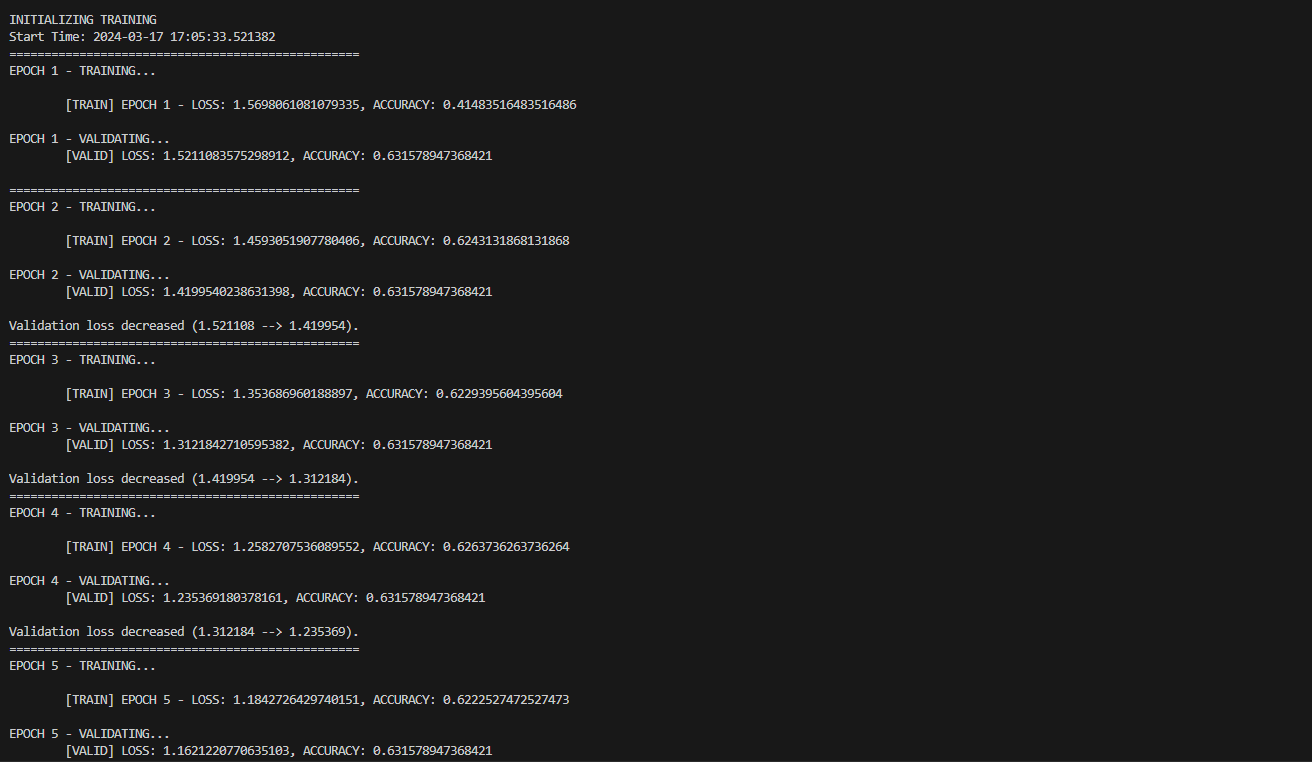 INITIALIZING TRAINING
Start Time: 2024-03-17 17:05:33.521382
==================================================
EPOCH 1 - TRAINING...
[TRAIN] EPOCH 1 - LOSS: 1.5698061081079335, ACCURACY: 0.41483516483516486
EPOCH 1 - VALIDATING...
[VALID] LOSS: 1.5211083575298912, ACCURACY: 0.631578947368421
==================================================
EPOCH 2 - TRAINING...
[TRAIN] EPOCH 2 - LOSS: 1.4593051907780406, ACCURACY: 0.6243131868131868
EPOCH 2 - VALIDATING...
[VALID] LOSS: 1.4199540238631398, ACCURACY: 0.631578947368421
Validation loss decreased (1.521108 --> 1.419954).
==================================================
EPOCH 3 - TRAINING...
[TRAIN] EPOCH 3 - LOSS: 1.353686960188897, ACCURACY: 0.6229395604395604
EPOCH 3 - VALIDATING...
[VALID] LOSS: 1.3121842710595382, ACCURACY: 0.631578947368421
Validation loss decreased (1.419954 --> 1.312184).
==================================================
EPOCH 4 - TRAINING...
[TRAIN] EPOCH 4 - LOSS: 1.2582707536089552, ACCURACY: 0.6263736263736264
EPOCH 4 - VALIDATING...
[VALID] LOSS: 1.235369180378161, ACCURACY: 0.631578947368421
Validation loss decreased (1.312184 --> 1.235369).
==================================================
EPOCH 5 - TRAINING...
[TRAIN] EPOCH 5 - LOSS: 1.1842726429740151, ACCURACY: 0.6222527472527473
EPOCH 5 - VALIDATING...
[VALID] LOSS: 1.1621220770635103, ACCURACY: 0.631578947368421